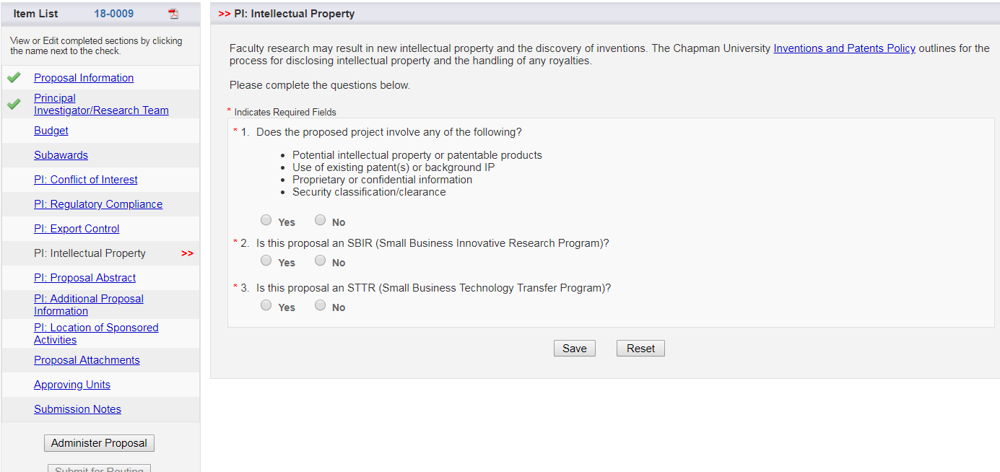 Item List 18-0009
View or Edit completed sections by clicking
the name next to the check.
Proposal Information
Principal
Investigator/Research Team
Budget
Subawards
PI: Conflict of Interest
PI: Regulatory Compliance
PI: Export Control
PI: Intellectual Property >>
PI: Proposal Abstract
PI: Additional Proposal
Information
PI: Location of Sponsored
Activities
Proposal Attachments
Approving Units
Submission Notes
Administer Proposal
Submit for Routing
>> PI: Intellectual Property
Faculty research may result in new intellectual property and the discovery of inventions. The Chapman University Inventions and Patents Policy outlines for the
process for disclosing intellectual property and the handling of any royalties.
Please complete the questions below.
* Indicates Required Fields
* 1. Does the proposed project involve any of the following?
• Potential intellectual property or patentable products
• Use of existing patent(s) or background IP
• Proprietary or confidential information
• Security classification/clearance
Yes No
* 2. Is this proposal an SBIR (Small Business Innovative Research Program)?
Yes No
* 3. Is this proposal an STTR (Small Business Technology Transfer Program)?
Yes No
Save Reset